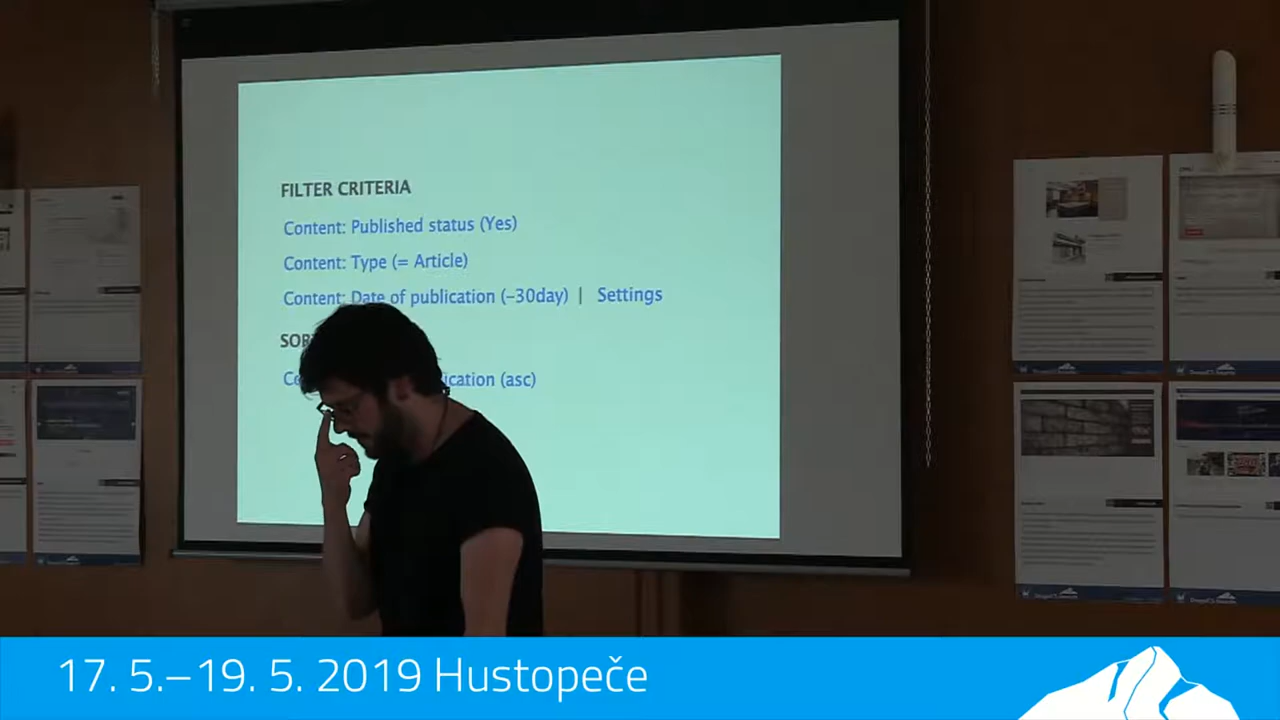 FILTER CRITERIA
Content: Published status (Yes)
Content: Type (= Article)
Content: Date of publication (-30day) | Settings
(asc)
17. 5.–19. 5. 2019 Hustopeče